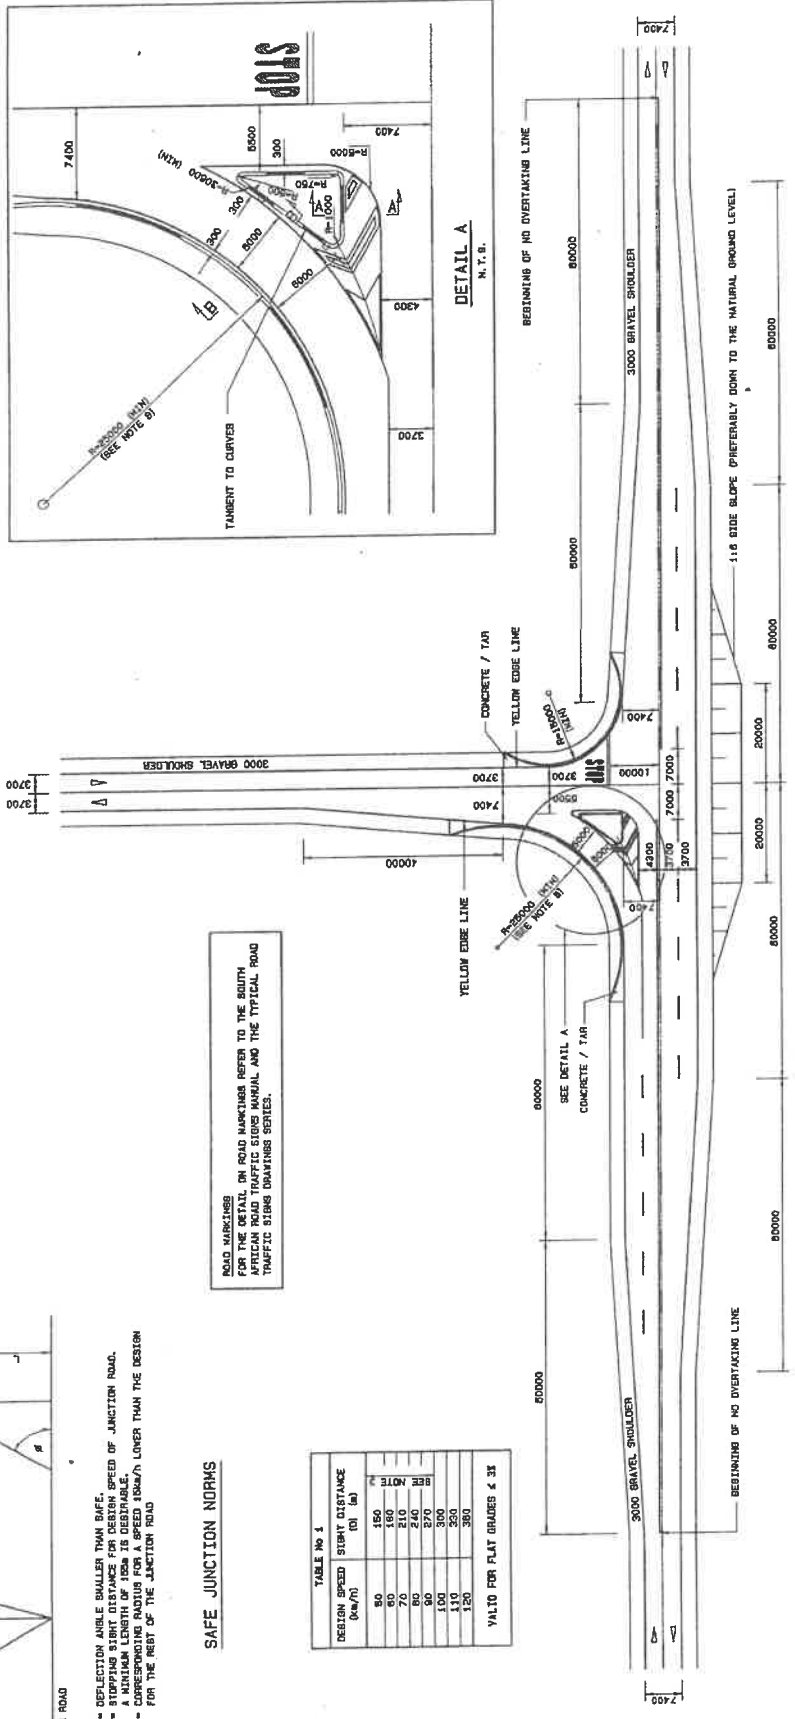 ROAD
= DEFLECTION ANGLE SMALLER THAN SAFE.
= STOPPING SIGHT DISTANCE FOR DESIGN SPEED OF JUNCTION ROAD.
A MINIMUM LENGTH OF 155m IS DESIRABLE.
= CORRESPONDING RADIUS FOR A SPEED 15km/h LOWER THAN THE DESIGN
FOR THE REST OF THE JUNCTION ROAD
SAFE JUNCTION NORMS
TABLE No 1
DESIGN SPEED (km/h)
SIGHT DISTANCE (D) (m)
50 150
60 180
70 210
80 240
90 270
100 300
110 330
120 360
SEE NOTE 2
VALID FOR FLAT GRADES < 3%
ROAD MARKINGS
FOR THE DETAIL ON ROAD MARKINGS REFER TO THE SOUTH
AFRICAN ROAD TRAFFIC SIGNS MANUAL AND THE TYPICAL ROAD
TRAFFIC SIGNS DRAWINGS SERIES.
7400
R=25000 (MIN)
(SEE NOTE 8)
TANGENT TO CURVES
B
300
300
5000
6000
R=30500 (MIN)
R=500
R=750
R=1000
R=5000
5500
300
7400
A
A
B
STOP
3700
4300
DETAIL A
N.T.S.
3700
3700
3000 GRAVEL SHOULDER
40000
YELLOW EDGE LINE
7400
3700
3700
5500
CONCRETE / TAR
YELLOW EDGE LINE
R=15000
(MIN)
STOP
R=25000 (MIN)
(SEE NOTE 8)
5000
6000
SEE DETAIL A
CONCRETE / TAR
7400
4300
3700
3700
7000
7000
10000
7400
60000
60000
60000
60000
BEGINNING OF NO OVERTAKING LINE
3000 GRAVEL SHOULDER
7400
3000 GRAVEL SHOULDER
7400
BEGINNING OF NO OVERTAKING LINE
1:6 SIDE SLOPE (PREFERABLY DOWN TO THE NATURAL GROUND LEVEL)
60000
60000
20000
20000
60000
60000